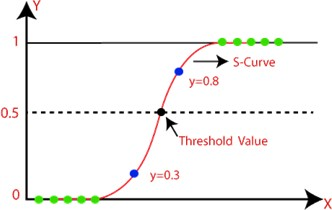 Y
1
S-Curve
y=0.8
0.5
Threshold Value
y=0.3
0
X